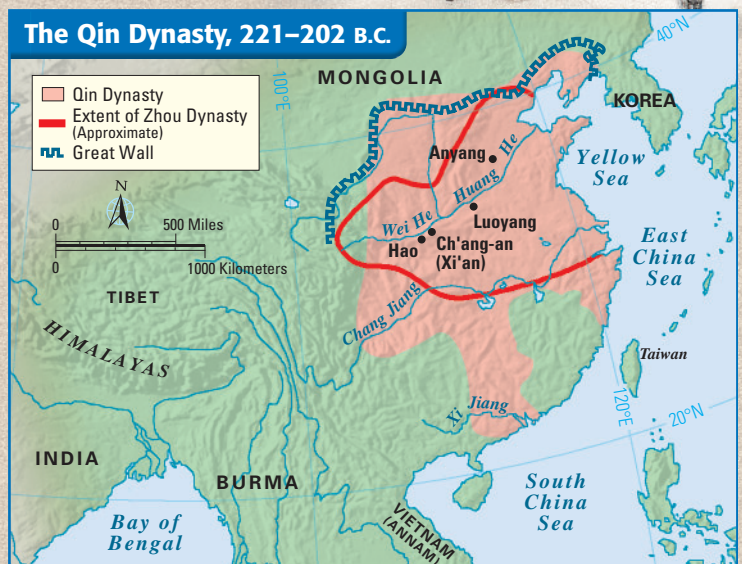 The Qin Dynasty, 221–202 B.C.
Qin Dynasty
Extent of Zhou Dynasty
(Approximate)
Great Wall
N
0 500 Miles
0 1000 Kilometers
100°E
MONGOLIA
40°N
KOREA
Anyang
Huang He
Yellow
Sea
Wei He
Luoyang
Hao
Ch'ang-an
(Xi'an)
East
China
Sea
TIBET
HIMALAYAS
Chang Jiang
Taiwan
Xi Jiang
120°E
20°N
INDIA
BURMA
Bay of
Bengal
VIETNAM
(ANNAM)
South
China
Sea